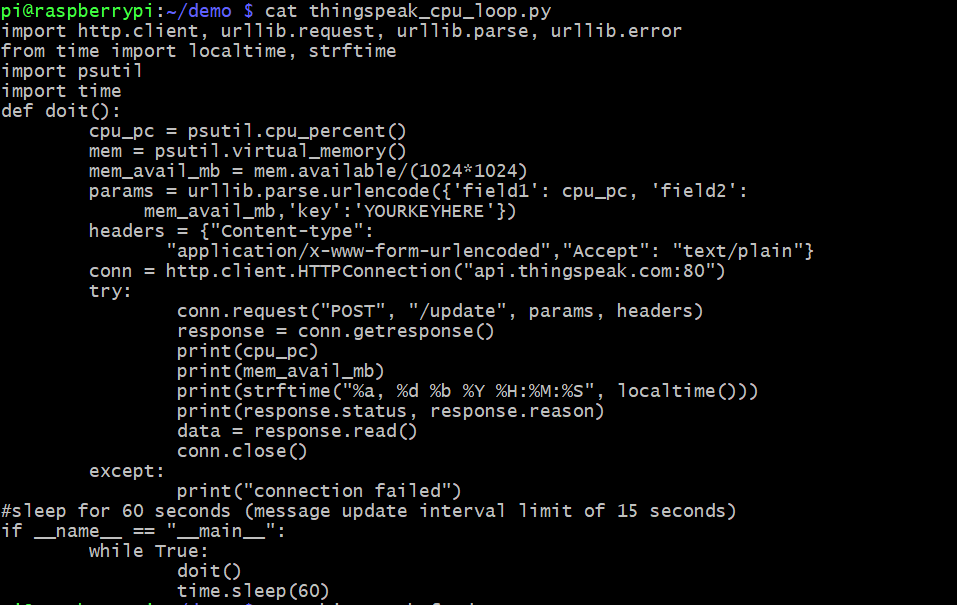 pi@raspberrypi:~/demo $ cat thingspeak_cpu_loop.py
import http.client, urllib.request, urllib.parse, urllib.error
from time import localtime, strftime
import psutil
import time
def doit():
        cpu_pc = psutil.cpu_percent()
        mem = psutil.virtual_memory()
        mem_avail_mb = mem.available/(1024*1024)
        params = urllib.parse.urlencode({'field1': cpu_pc, 'field2':
             mem_avail_mb,'key':'YOURKEYHERE'})
        headers = {"Content-type":
               "application/x-www-form-urlencoded","Accept": "text/plain"}
        conn = http.client.HTTPConnection("api.thingspeak.com:80")
        try:
                conn.request("POST", "/update", params, headers)
                response = conn.getresponse()
                print(cpu_pc)
                print(mem_avail_mb)
                print(strftime("%a, %d %b %Y %H:%M:%S", localtime()))
                print(response.status, response.reason)
                data = response.read()
                conn.close()
        except:
                print("connection failed")
#sleep for 60 seconds (message update interval limit of 15 seconds)
if __name__ == "__main__":
        while True:
                doit()
                time.sleep(60)